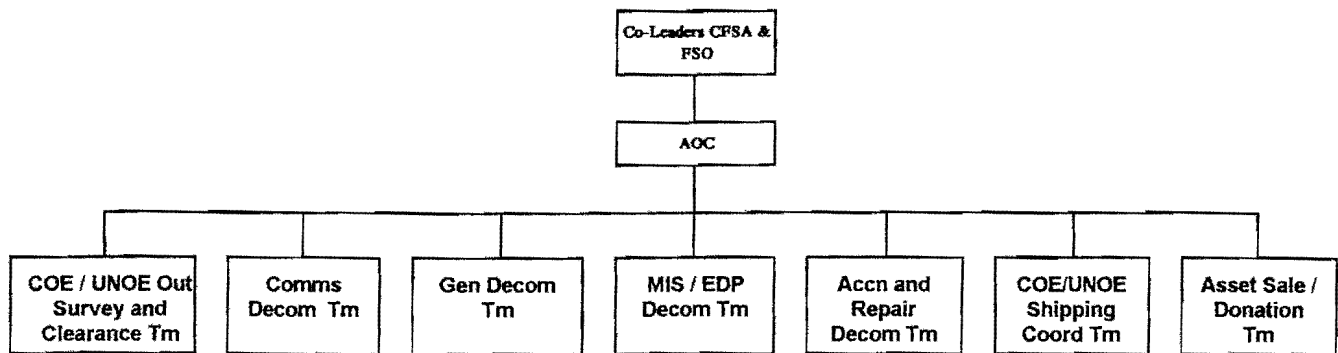 Co-Leaders CFSA &
FSO
AOC
COE / UNOE Out
Survey and
Clearance Tm
Comms
Decom Tm
Gen Decom
Tm
MIS / EDP
Decom Tm
Accn and
Repair
Decom Tm
COE/UNOE
Shipping
Coord Tm
Asset Sale /
Donation
Tm